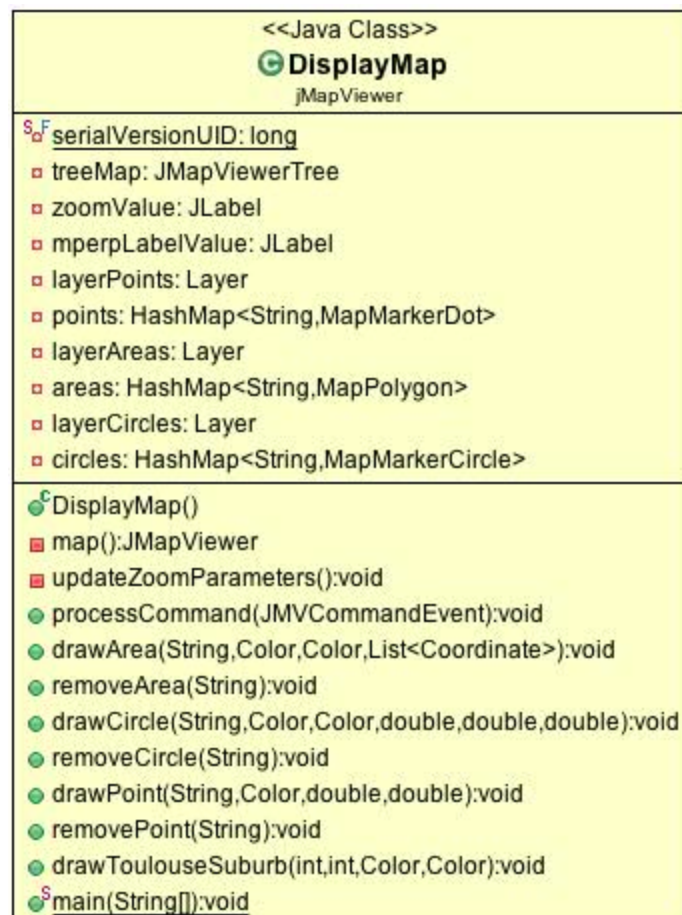 <<Java Class>>
DisplayMap
jMapViewer
serialVersionUID: long
treeMap: JMapViewerTree
zoomValue: JLabel
mperpLabelValue: JLabel
layerPoints: Layer
points: HashMap<String,MapMarkerDot>
layerAreas: Layer
areas: HashMap<String,MapPolygon>
layerCircles: Layer
circles: HashMap<String,MapMarkerCircle>
DisplayMap()
map():JMapViewer
updateZoomParameters():void
processCommand(JMVCommandEvent):void
drawArea(String,Color,Color,List<Coordinate>):void
removeArea(String):void
drawCircle(String,Color,Color,double,double,double):void
removeCircle(String):void
drawPoint(String,Color,double,double):void
removePoint(String):void
drawToulouseSuburb(int,int,Color,Color):void
main(String[]):void